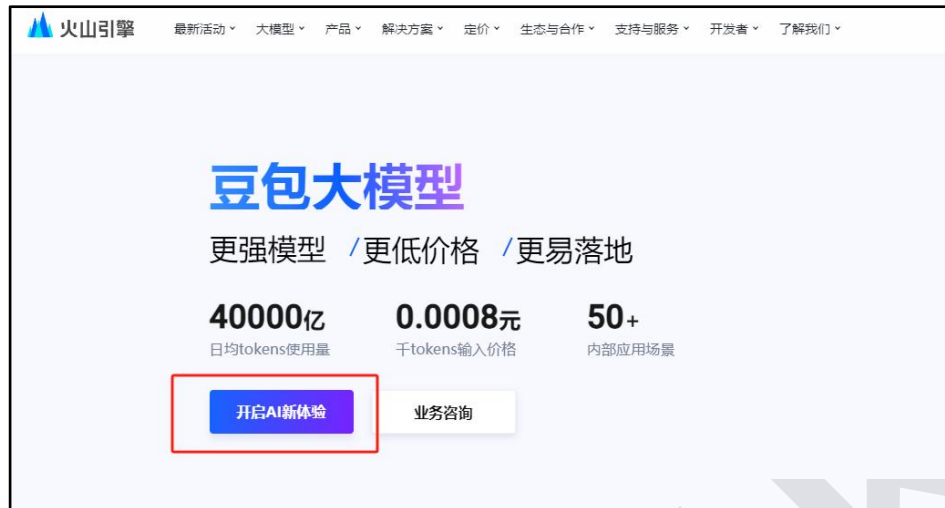 火山引擎 最新活动 大模型 产品 解决方案 定价 生态与合作 支持与服务 开发者 了解我们
豆包大模型
更强模型 /更低价格 /更易落地
40000亿 0.0008元 50+
日均tokens使用量 千tokens输入价格 内部应用场景
开启AI新体验 业务咨询